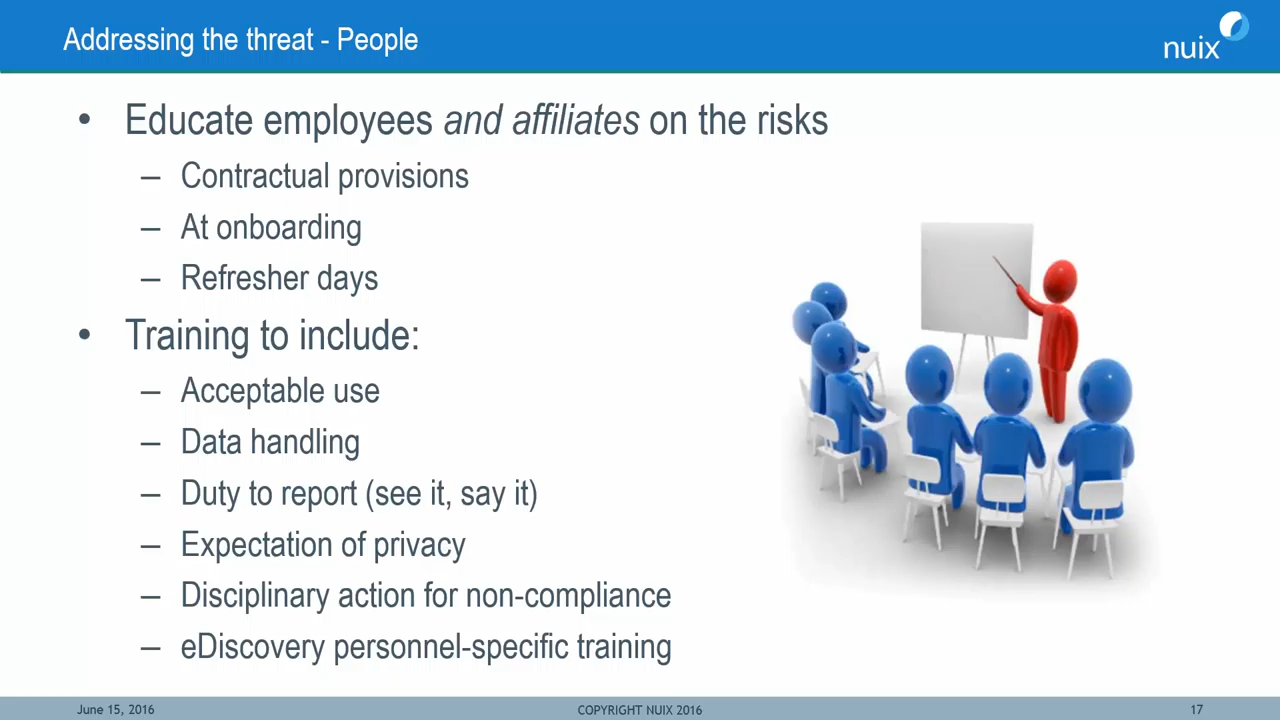 Addressing the threat - People
nuix
• Educate employees and affiliates on the risks
– Contractual provisions
– At onboarding
– Refresher days
• Training to include:
– Acceptable use
– Data handling
– Duty to report (see it, say it)
– Expectation of privacy
– Disciplinary action for non-compliance
– eDiscovery personnel-specific training
June 15, 2016
COPYRIGHT NUIX 2016
17